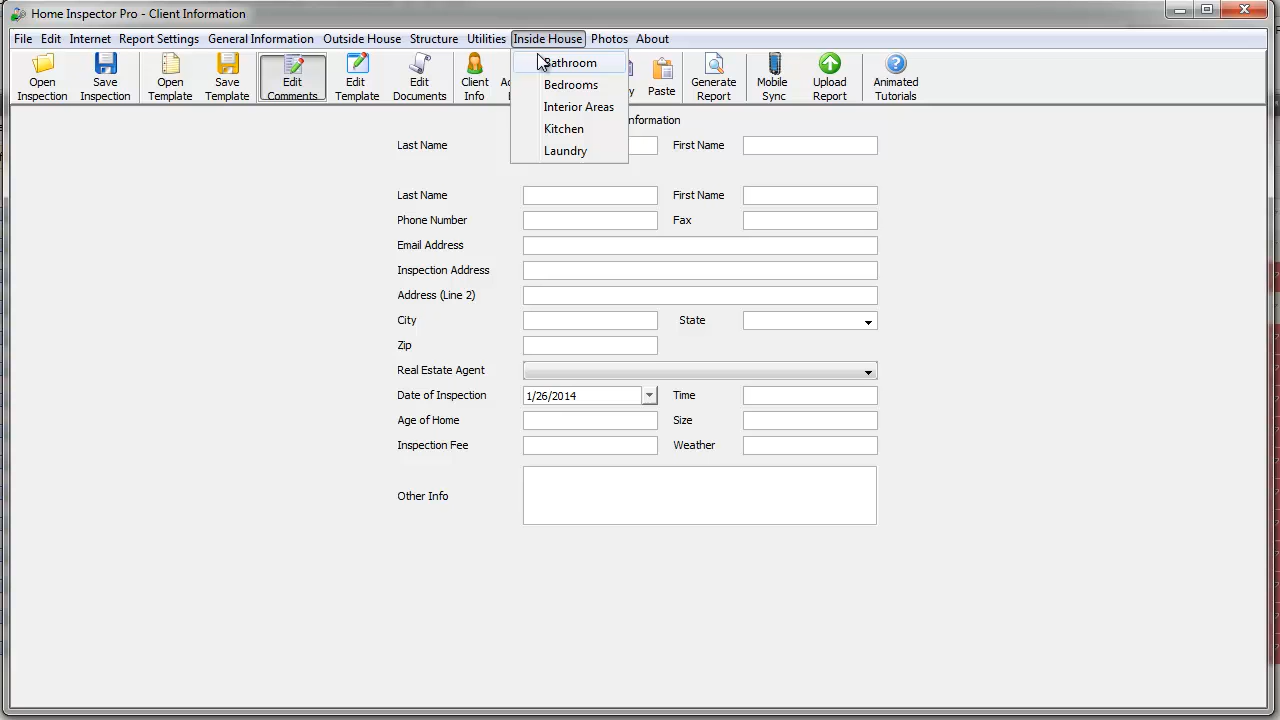 Home Inspector Pro - Client Information
File Edit Internet Report Settings General Information Outside House Structure Utilities Inside House Photos About
Open Inspection
Save Inspection
Open Template
Save Template
Edit Comments
Edit Template
Edit Documents
Client Info
Paste
Generate Report
Mobile Sync
Upload Report
Animated Tutorials
Bathroom
Bedrooms
Interior Areas
Kitchen
Laundry
Information
Last Name First Name
Last Name First Name
Phone Number Fax
Email Address
Inspection Address
Address (Line 2)
City State
Zip
Real Estate Agent
Date of Inspection 1/26/2014 Time
Age of Home Size
Inspection Fee Weather
Other Info